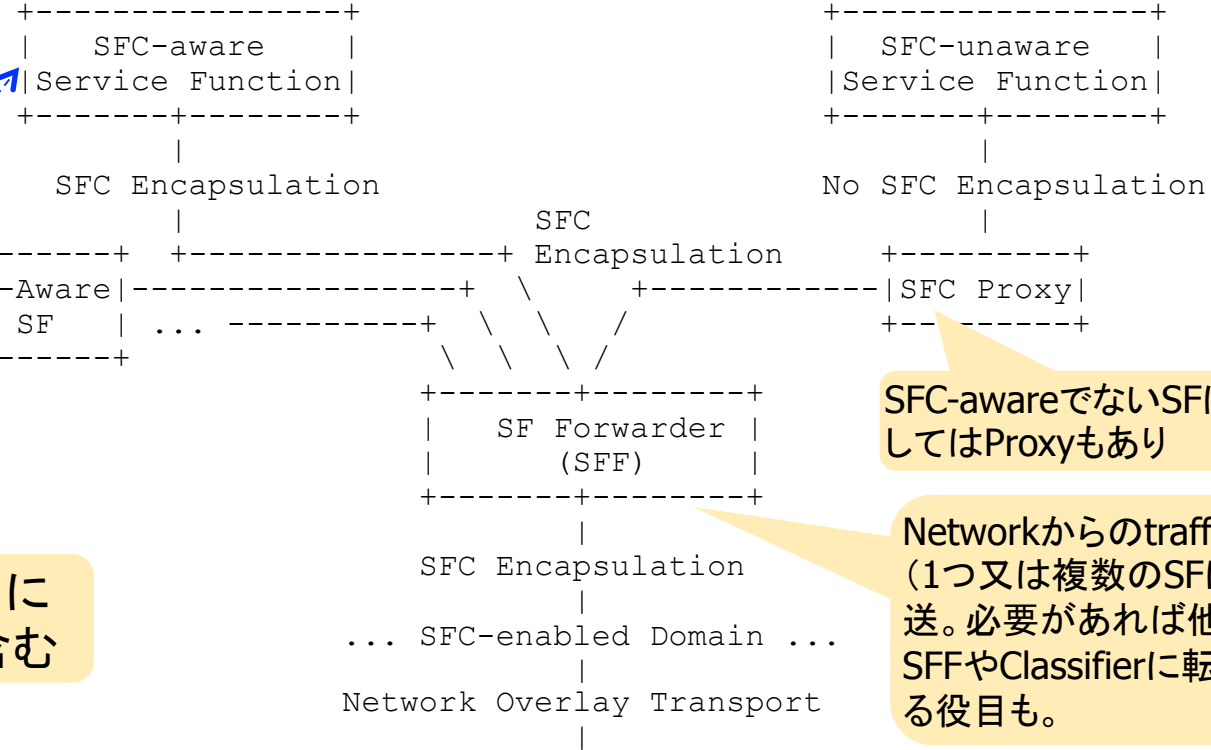 +----------------+ +----------------+
| SFC-aware | | SFC-unaware |
|Service Function| |Service Function|
+-------+--------+ +-------+--------+
| |
SFC Encapsulation No SFC Encapsulation
| SFC |
------+ +----------------+ Encapsulation +---------+
-Aware|-----------------+ \ +------------|SFC Proxy|
SF | ... ----------+ \ \ / +---------+
------+ \ \ \ /
+-------+--------+
| SF Forwarder |
| (SFF) |
+-------+--------+
|
SFC Encapsulation
|
... SFC-enabled Domain ...
|
Network Overlay Transport
|
SFC-awareでないSFに
してはProxyもあり
Networkからのtraff
（1つ又は複数のSFに
送。必要があれば他
SFFやClassifierに転
る役目も。
に
含む